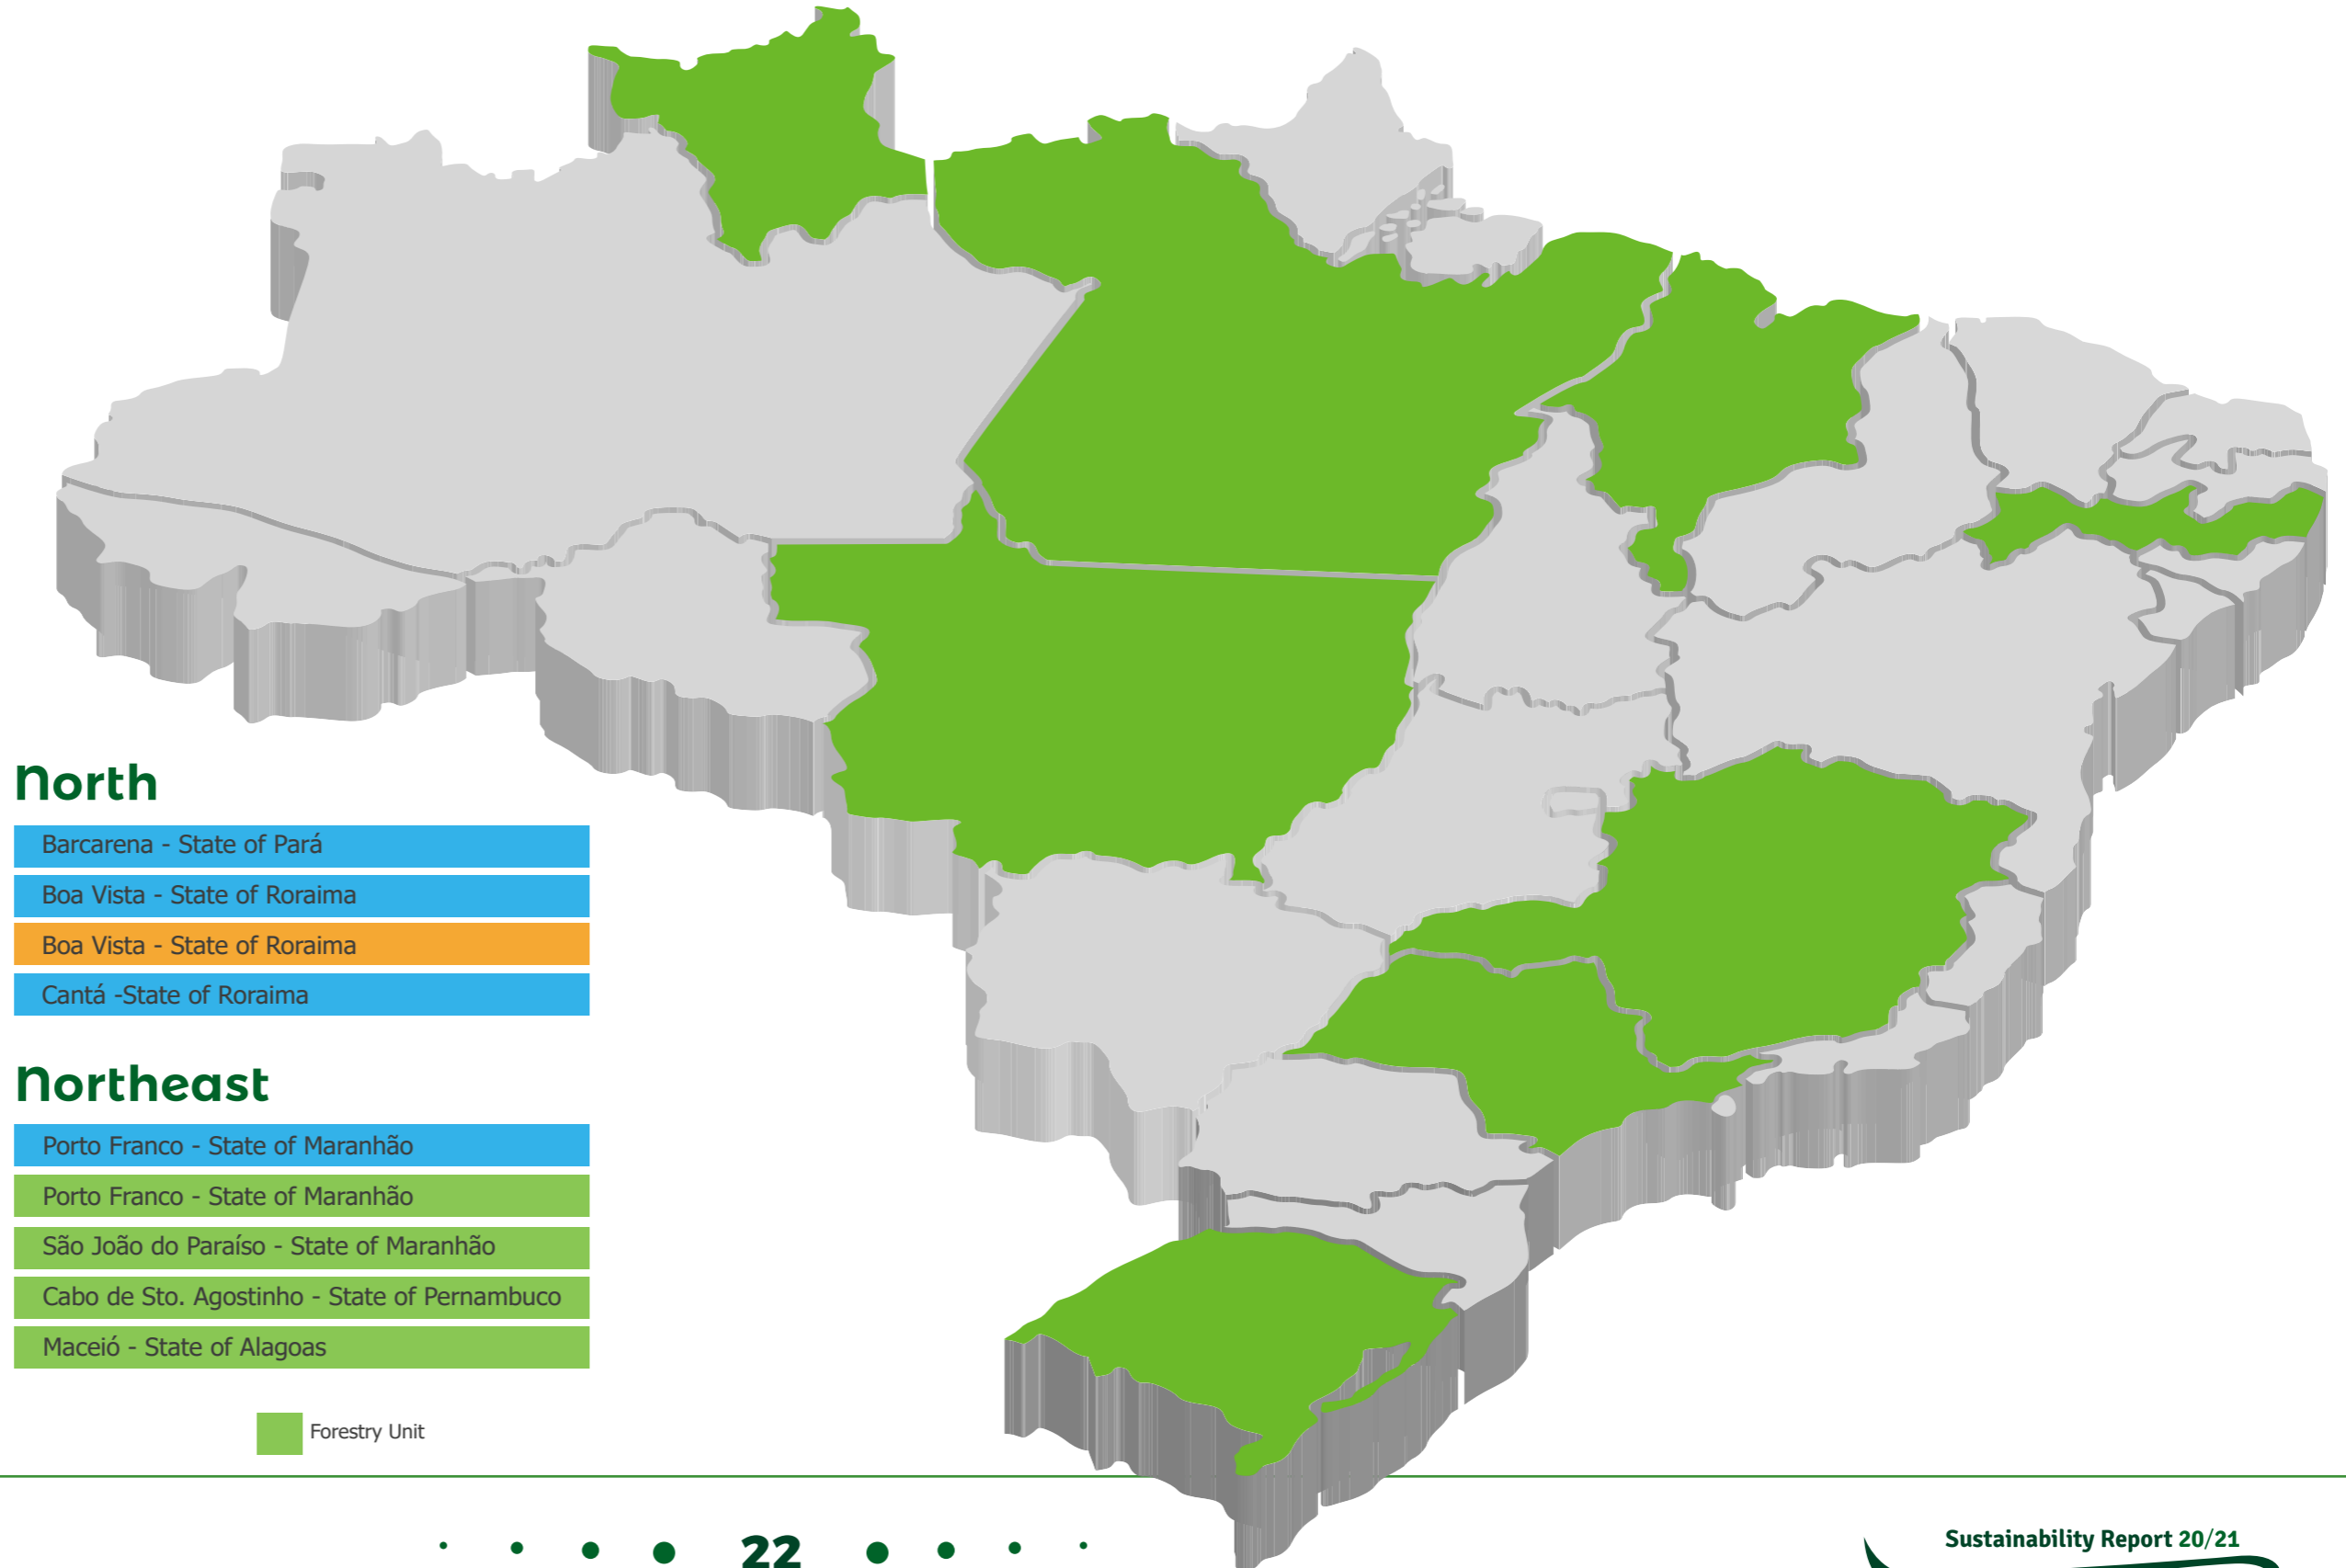 North
Barcarena - State of Pará
Boa Vista - State of Roraima
Boa Vista - State of Roraima
Cantá -State of Roraima
Northeast
Porto Franco - State of Maranhão
Porto Franco - State of Maranhão
São João do Paraíso - State of Maranhão
Cabo de Sto. Agostinho - State of Pernambuco
Maceió - State of Alagoas
Forestry Unit
22
Sustainability Report 20/21